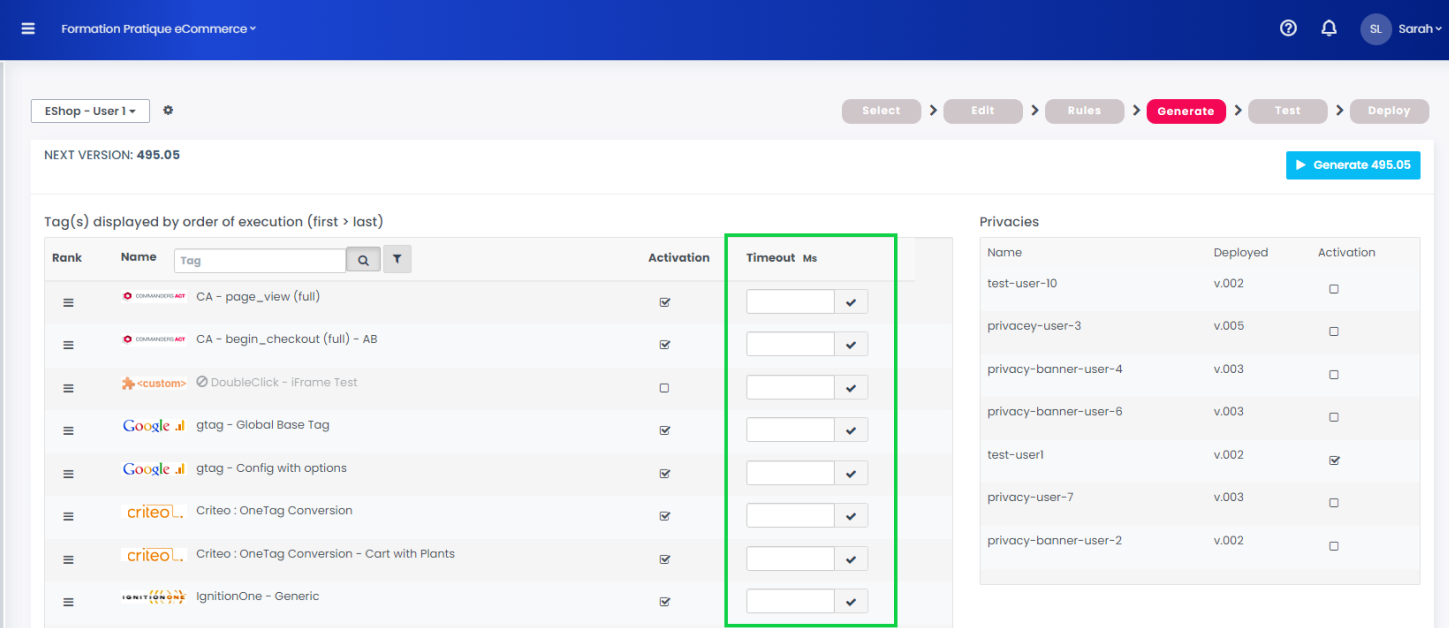 Formation Pratique eCommerce
SL Sarah
EShop - User 1
Select Edit Rules Generate Test Deploy
NEXT VERSION: 495.05
Generate 495.05
Tag(s) displayed by order of execution (first > last)
Privacies
Rank Name Tag Activation Timeout Ms
Name Deployed Activation
COMMANDERS ACT CA - page_view (full)
test-user-10 v.002
COMMANDERS ACT CA - begin_checkout (full) - AB
privacey-user-3 v.005
<custom> DoubleClick - iFrame Test
privacy-banner-user-4 v.003
Google gtag - Global Base Tag
privacy-banner-user-6 v.003
Google gtag - Config with options
test-user1 v.002
criteo Criteo : OneTag Conversion
privacy-user-7 v.003
criteo Criteo : OneTag Conversion - Cart with Plants
privacy-banner-user-2 v.002
IGNITIONONE IgnitionOne - Generic